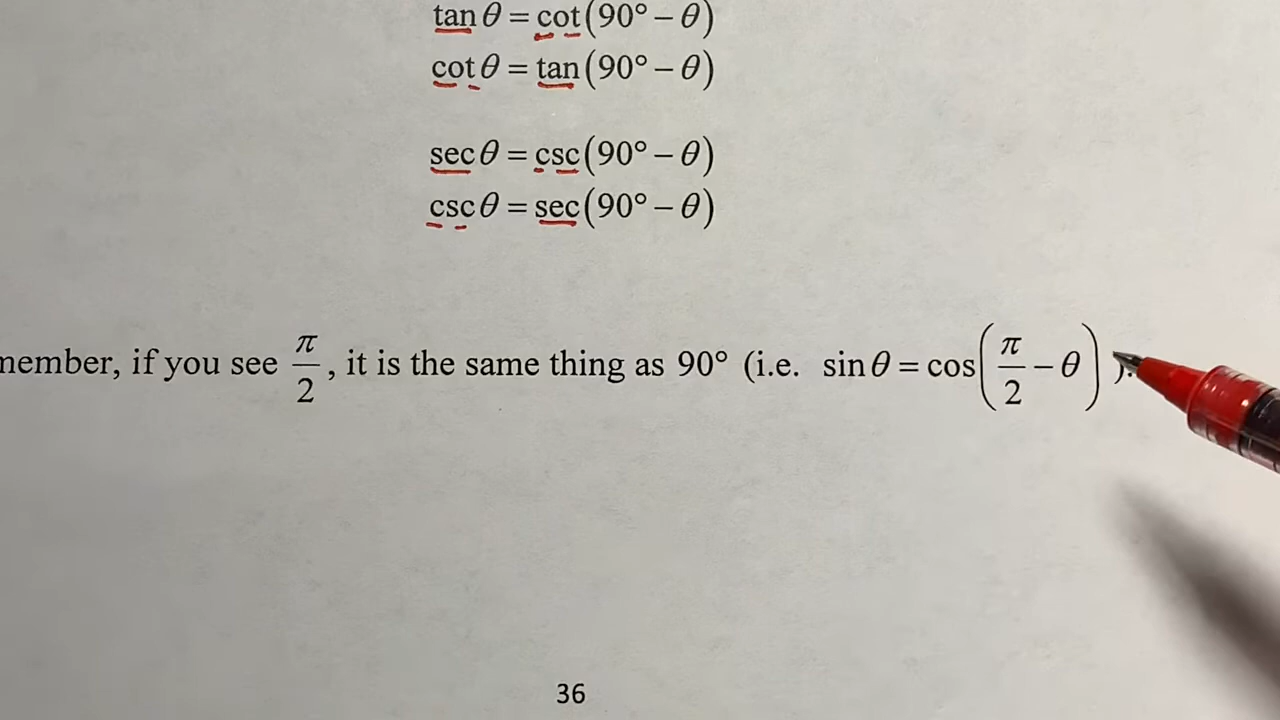 tan θ = cot(90° − θ)
cot θ = tan(90° − θ)
sec θ = csc(90° − θ)
csc θ = sec(90° − θ)
member, if you see π/2, it is the same thing as 90° (i.e. sin θ = cos(π/2 − θ) ).
36